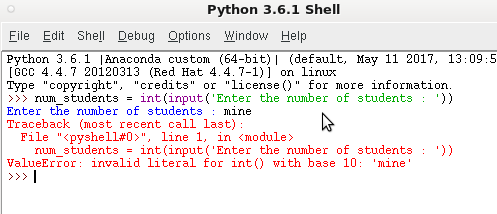 Python 3.6.1 Shell
File Edit Shell Debug Options Window Help
Python 3.6.1 |Anaconda custom (64-bit)| (default, May 11 2017, 13:09:5
[GCC 4.4.7 20120313 (Red Hat 4.4.7-1)] on linux
Type "copyright", "credits" or "license()" for more information.
>>> num_students = int(input('Enter the number of students : '))
Enter the number of students : mine
Traceback (most recent call last):
  File "<pyshell#0>", line 1, in <module>
    num_students = int(input('Enter the number of students : '))
ValueError: invalid literal for int() with base 10: 'mine'
>>>